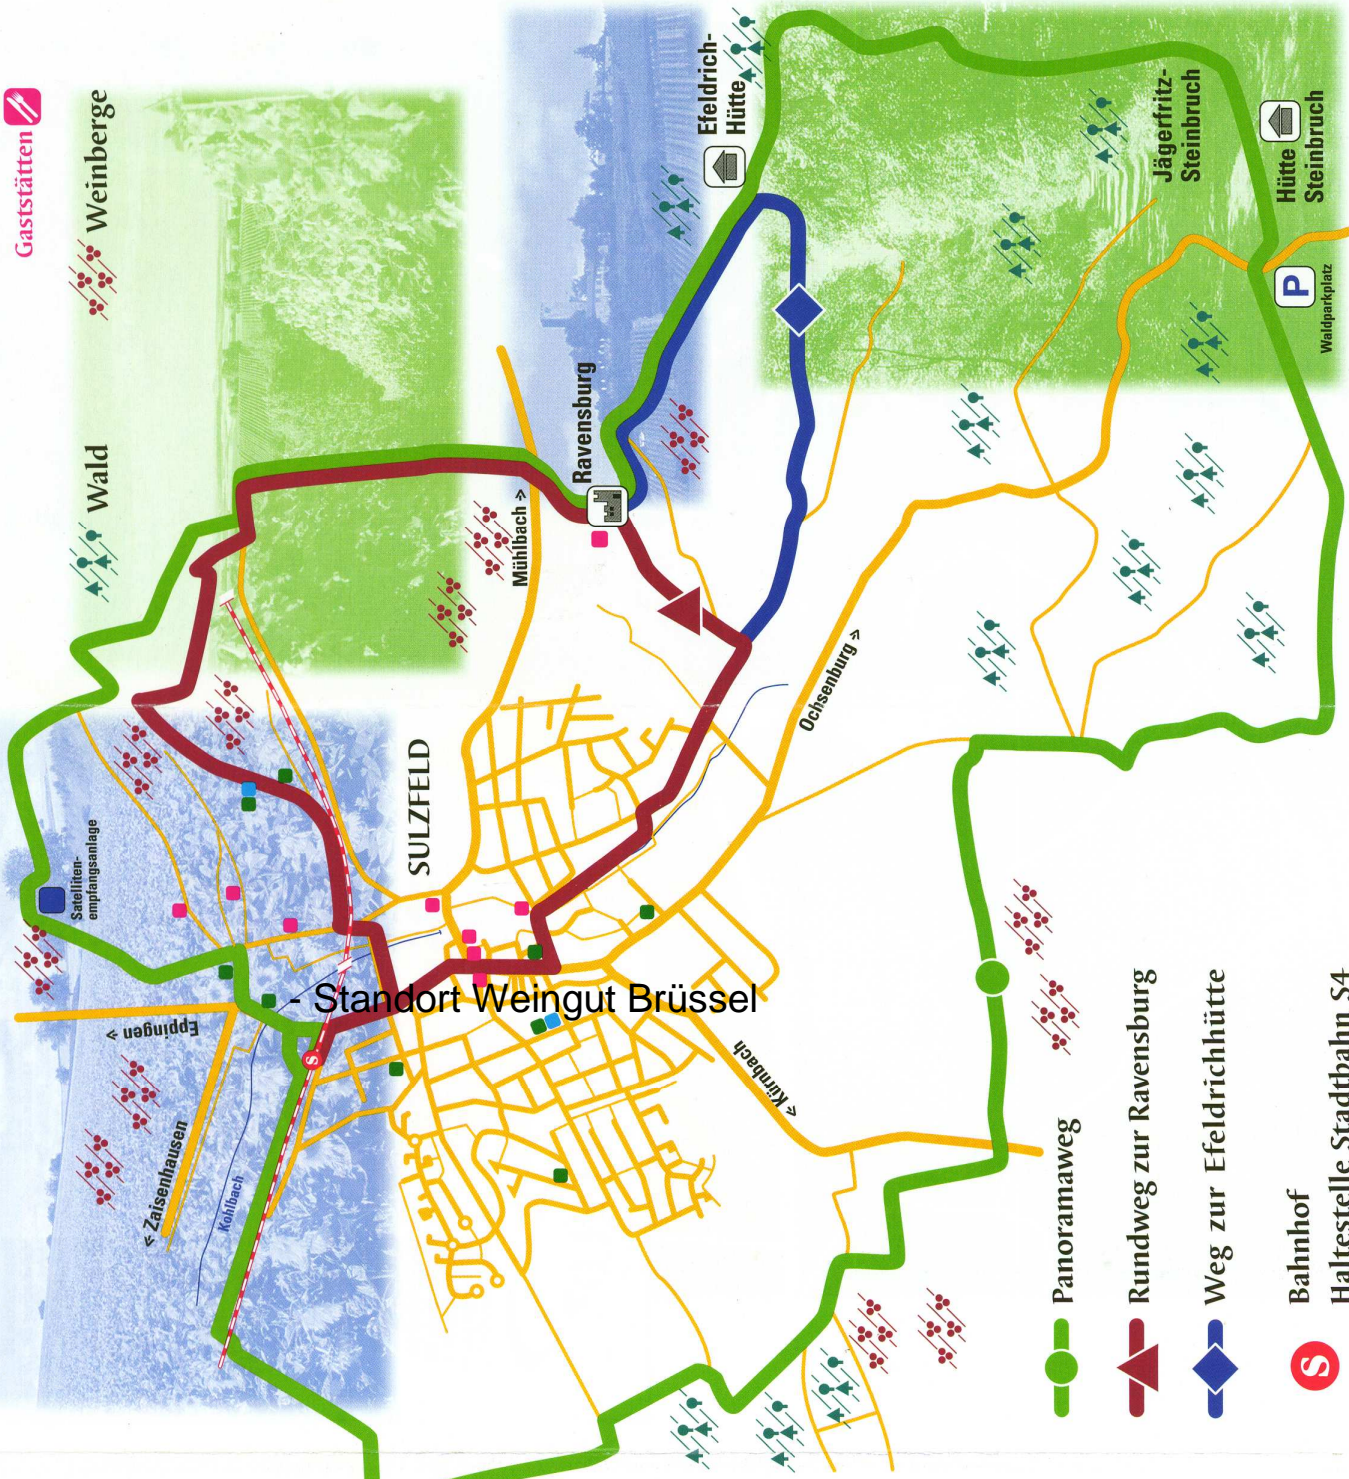 Gaststätten
Weinberge
Wald
Efeldrich-
Hütte
Jägerfritz-
Steinbruch
Hütte
Steinbruch
P
Waldparkplatz
Ravensburg
Mühlbach >
Ochsenburg >
SULZFELD
Satelliten-
empfangsanlage
- Standort Weingut Brüssel
Eppingen >
< Zaisenhausen
Kohlbach
S
< Kürnbach
Panoramaweg
Rundweg zur Ravensburg
Weg zur Efeldrichhütte
S
Bahnhof
Haltestelle Stadtbahn S4